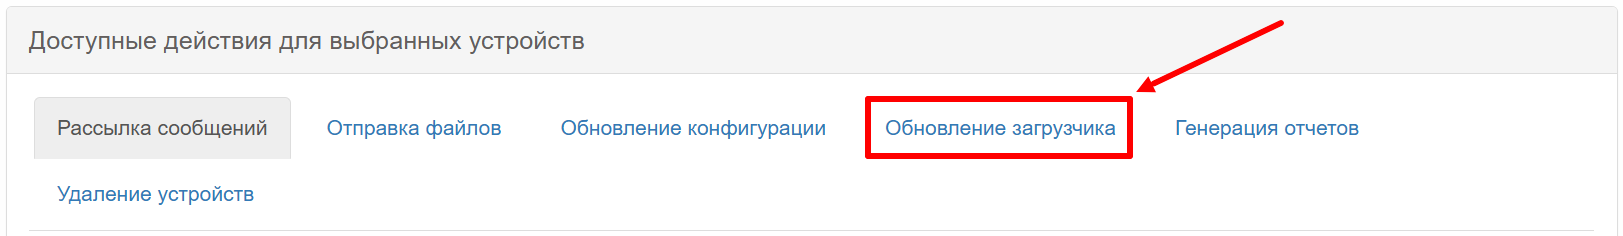 Доступные действия для выбранных устройств
Рассылка сообщений Отправка файлов Обновление конфигурации Обновление загрузчика Генерация отчетов
Удаление устройств